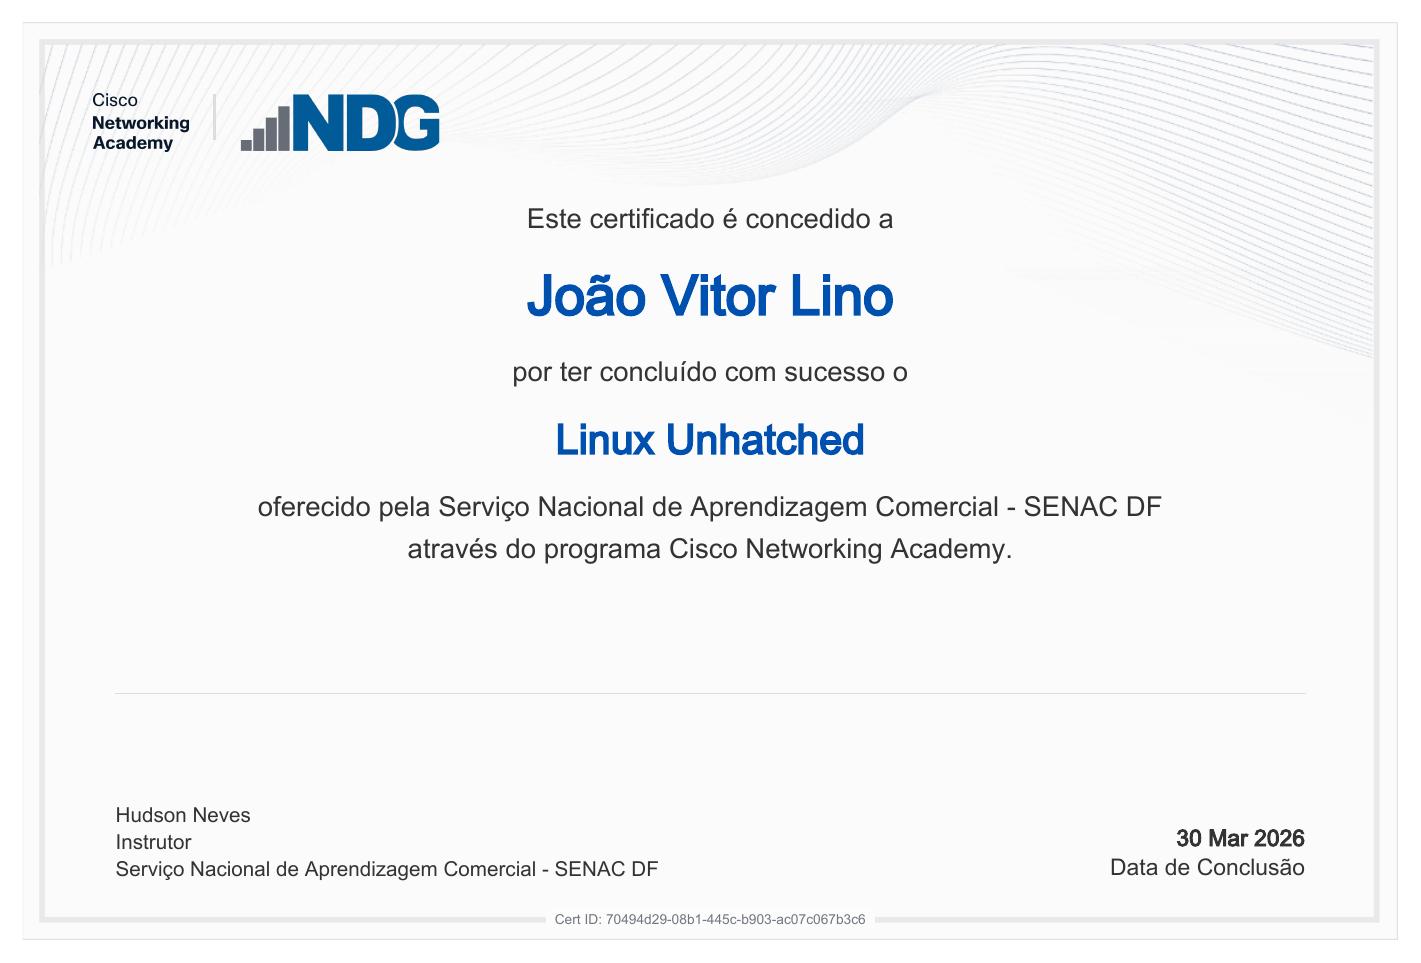 Cisco
Networking
Academy
NDG
Este certificado é concedido a
João Vitor Lino
por ter concluído com sucesso o
Linux Unhatched
oferecido pela Serviço Nacional de Aprendizagem Comercial - SENAC DF
através do programa Cisco Networking Academy.
Hudson Neves
Instrutor
Serviço Nacional de Aprendizagem Comercial - SENAC DF
30 Mar 2026
Data de Conclusão
Cert ID: 70494d29-08b1-445c-b903-ac07c067b3c6